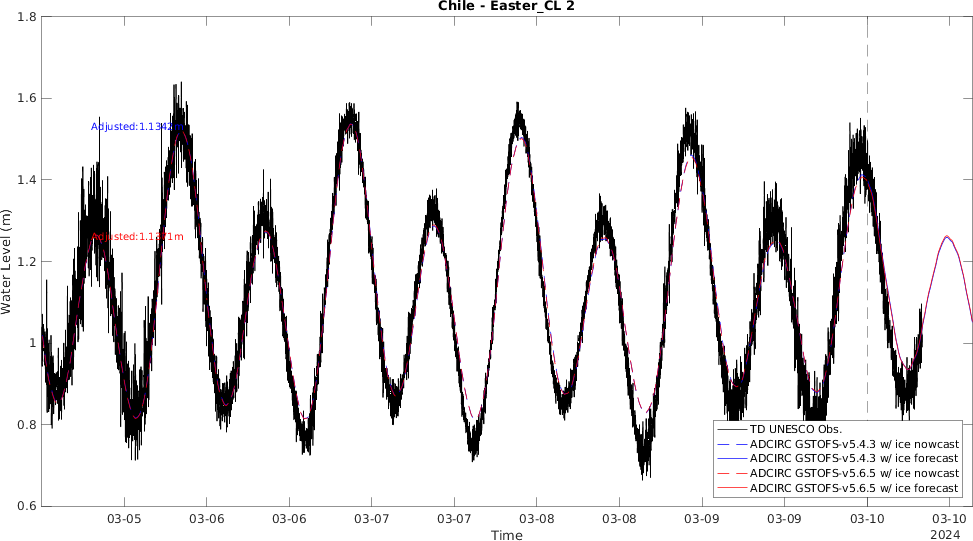 Chile - Easter_CL 2
Water Level (m)
1.8
1.6
1.4
1.2
1
0.8
0.6
Adjusted:1.1342m
Adjusted:1.1321m
TD UNESCO Obs.
ADCIRC GSTOFS-v5.4.3 w/ ice nowcast
ADCIRC GSTOFS-v5.4.3 w/ ice forecast
ADCIRC GSTOFS-v5.6.5 w/ ice nowcast
ADCIRC GSTOFS-v5.6.5 w/ ice forecast
03-05 03-06 03-06 03-07 03-07 03-08 03-08 03-09 03-09 03-10 03-10
2024
Time